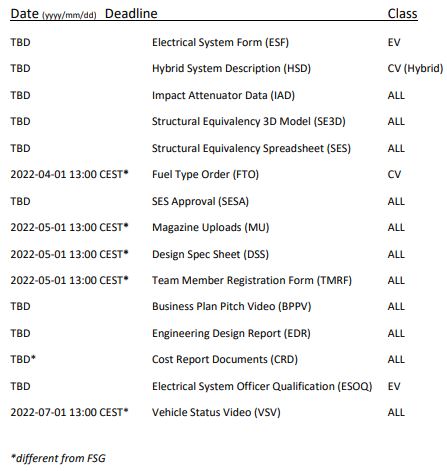 Date (yyyy/mm/dd) Deadline Class
TBD Electrical System Form (ESF) EV
TBD Hybrid System Description (HSD) CV (Hybrid)
TBD Impact Attenuator Data (IAD) ALL
TBD Structural Equivalency 3D Model (SE3D) ALL
TBD Structural Equivalency Spreadsheet (SES) ALL
2022-04-01 13:00 CEST* Fuel Type Order (FTO) CV
TBD SES Approval (SESA) ALL
2022-05-01 13:00 CEST* Magazine Uploads (MU) ALL
2022-05-01 13:00 CEST* Design Spec Sheet (DSS) ALL
2022-05-01 13:00 CEST* Team Member Registration Form (TMRF) ALL
TBD Business Plan Pitch Video (BPPV) ALL
TBD Engineering Design Report (EDR) ALL
TBD* Cost Report Documents (CRD) ALL
TBD Electrical System Officer Qualification (ESOQ) EV
2022-07-01 13:00 CEST* Vehicle Status Video (VSV) ALL
*different from FSG